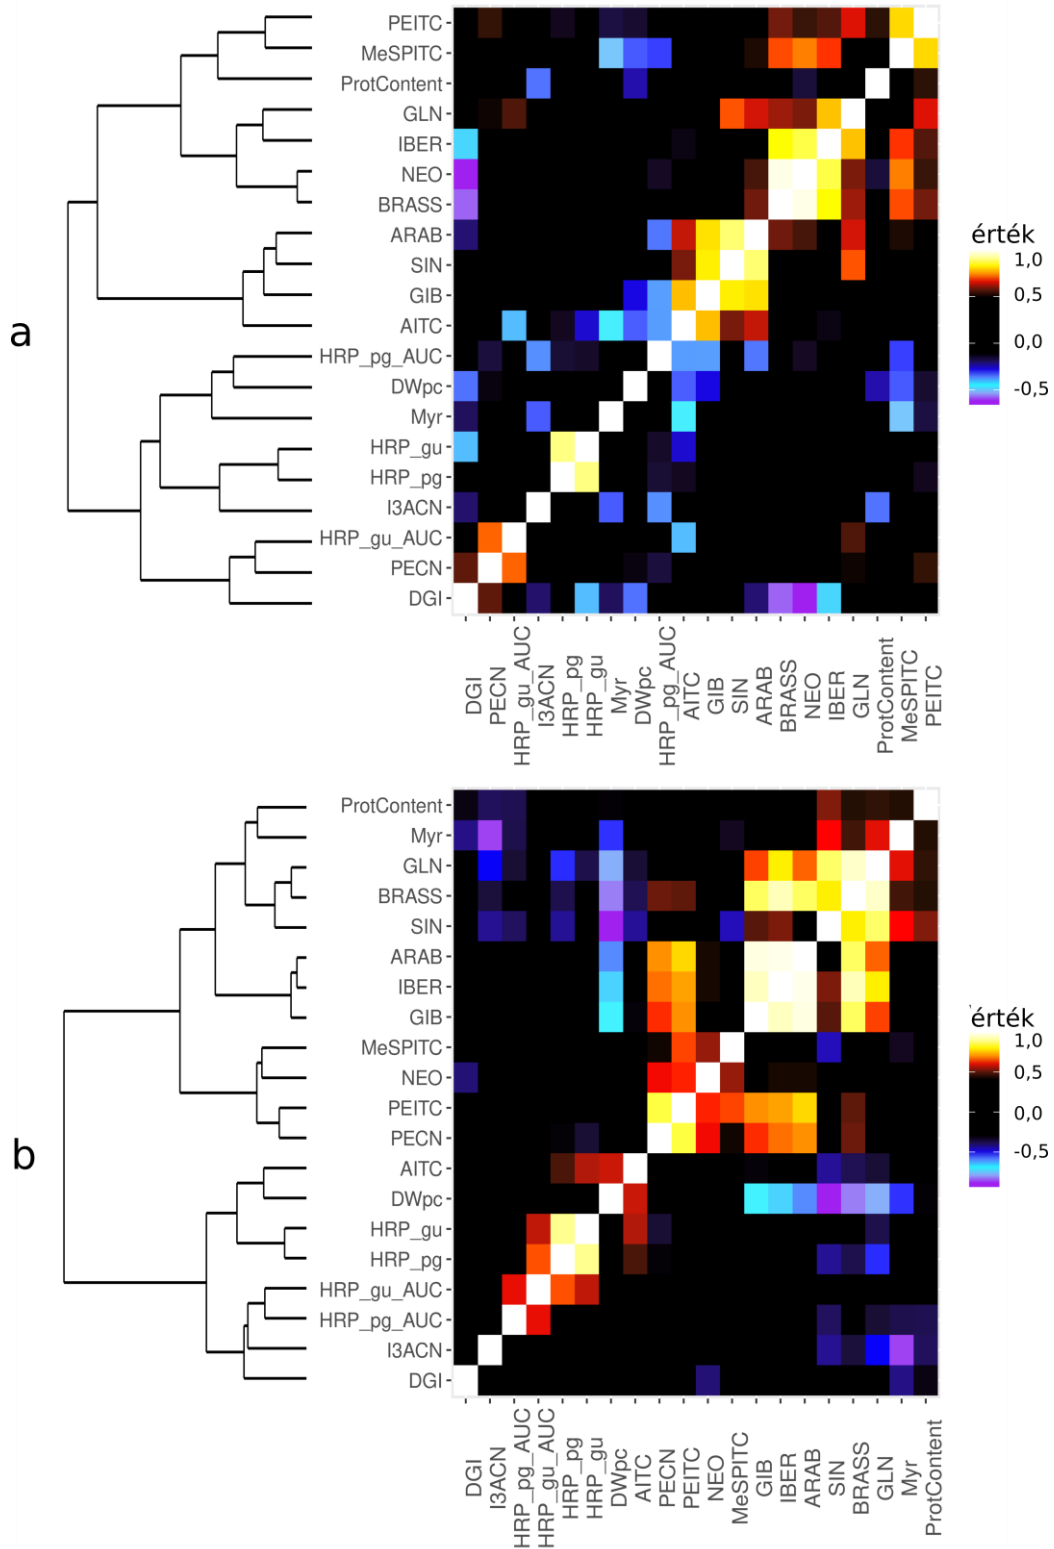 a
PEITC
MeSPITC
ProtContent
GLN
IBER
NEO
BRASS
ARAB
SIN
GIB
AITC
HRP_pg_AUC
DWpc
Myr
HRP_gu
HRP_pg
I3ACN
HRP_gu_AUC
PECN
DGI
érték
1,0
0,5
0,0
-0,5
DGI
PECN
HRP_gu_AUC
I3ACN
HRP_pg
HRP_gu
Myr
DWpc
HRP_pg_AUC
AITC
GIB
SIN
ARAB
BRASS
NEO
IBER
GLN
ProtContent
MeSPITC
PEITC
b
ProtContent
Myr
GLN
BRASS
SIN
ARAB
IBER
GIB
MeSPITC
NEO
PEITC
PECN
AITC
DWpc
HRP_gu
HRP_pg
HRP_gu_AUC
HRP_pg_AUC
I3ACN
DGI
érték
1,0
0,5
0,0
-0,5
DGI
I3ACN
HRP_pg_AUC
HRP_gu_AUC
HRP_pg
HRP_gu
DWpc
AITC
PECN
PEITC
NEO
MeSPITC
GIB
IBER
ARAB
SIN
BRASS
GLN
Myr
ProtContent